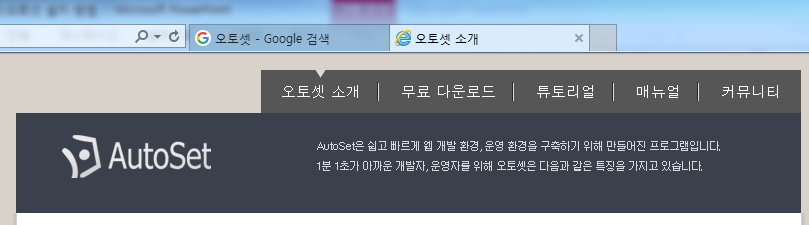 오토셋 - Google 검색
오토셋 소개
오토셋 소개 무료 다운로드 튜토리얼 매뉴얼 커뮤니티
AutoSet
AutoSet은 쉽고 빠르게 웹 개발 환경, 운영 환경을 구축하기 위해 만들어진 프로그램입니다.
1분 1초가 아까운 개발자, 운영자를 위해 오토셋은 다음과 같은 특징을 가지고 있습니다.